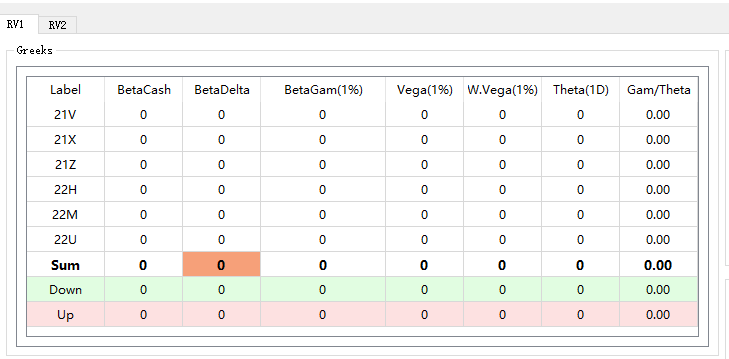 RV1 RV2
Greeks
Label BetaCash BetaDelta BetaGam(1%) Vega(1%) W.Vega(1%) Theta(1D) Gam/Theta
21V 0 0 0 0 0 0 0.00
21X 0 0 0 0 0 0 0.00
21Z 0 0 0 0 0 0 0.00
22H 0 0 0 0 0 0 0.00
22M 0 0 0 0 0 0 0.00
22U 0 0 0 0 0 0 0.00
Sum 0 0 0 0 0 0 0.00
Down 0 0 0 0 0 0 0.00
Up 0 0 0 0 0 0 0.00